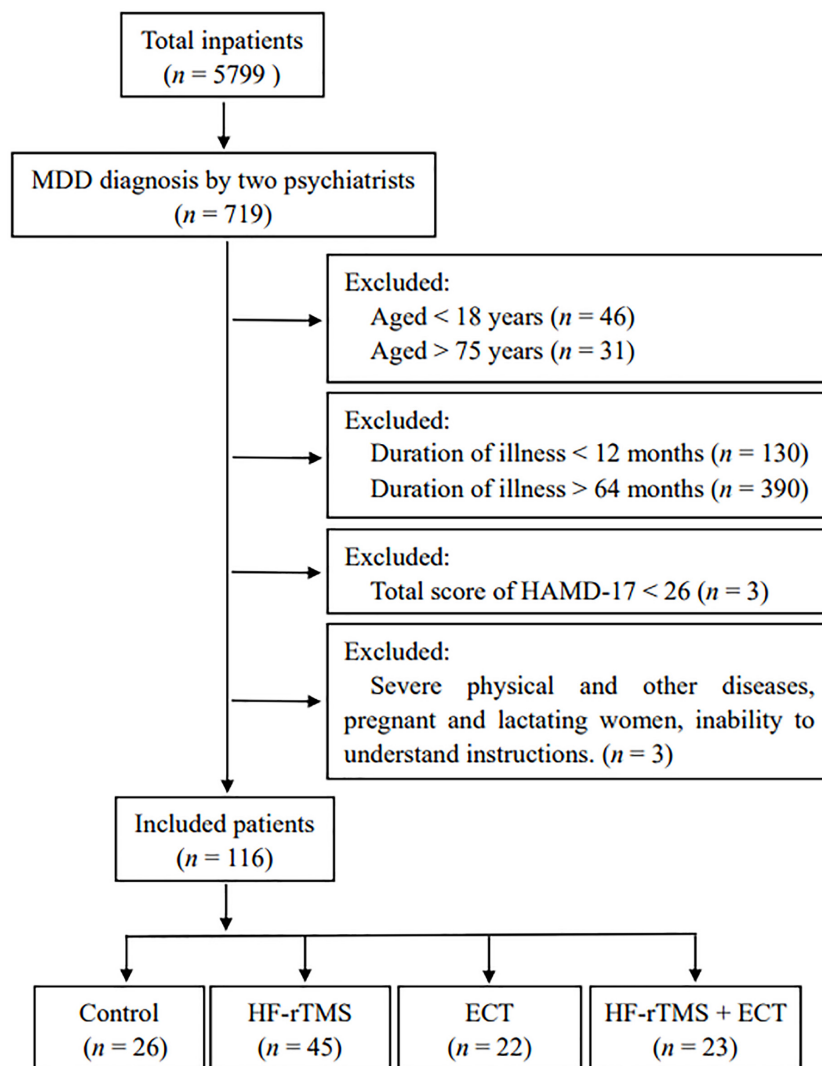 Total inpatients
(n = 5799 )
MDD diagnosis by two psychiatrists
(n = 719)
Excluded:
Aged < 18 years (n = 46)
Aged > 75 years (n = 31)
Excluded:
Duration of illness < 12 months (n = 130)
Duration of illness > 64 months (n = 390)
Excluded:
Total score of HAMD-17 < 26 (n = 3)
Excluded:
Severe physical and other diseases,
pregnant and lactating women, inability to
understand instructions. (n = 3)
Included patients
(n = 116)
Control
(n = 26)
HF-rTMS
(n = 45)
ECT
(n = 22)
HF-rTMS + ECT
(n = 23)